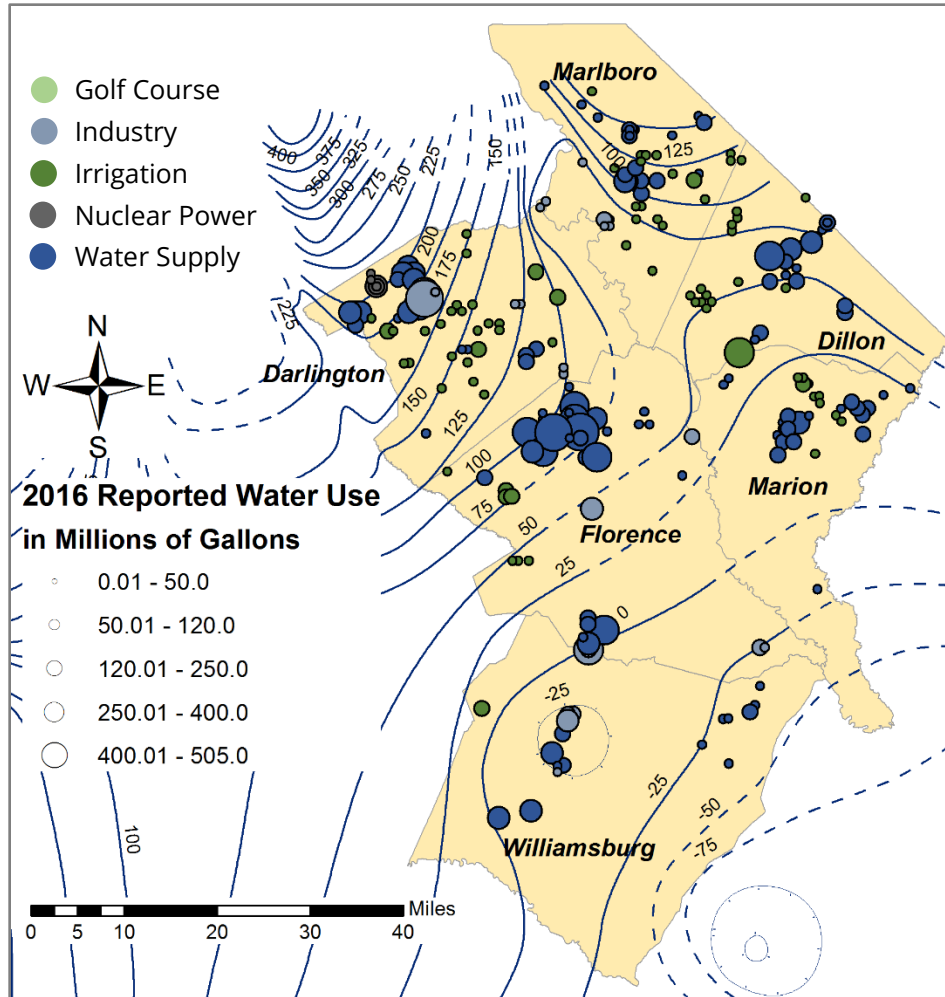 Marlboro
Golf Course
Industry
Irrigation
Nuclear Power
Water Supply
400
375
325
350
300
275
250
225
150
125
100
200
175
225
N
W
E
S
Darlington
Dillon
150
125
100
75
50
25
0
2016 Reported Water Use
in Millions of Gallons
0.01 - 50.0
50.01 - 120.0
120.01 - 250.0
250.01 - 400.0
400.01 - 505.0
Marion
Florence
-25
-25
-50
-75
100
Williamsburg
Miles
0 5 10 20 30 40